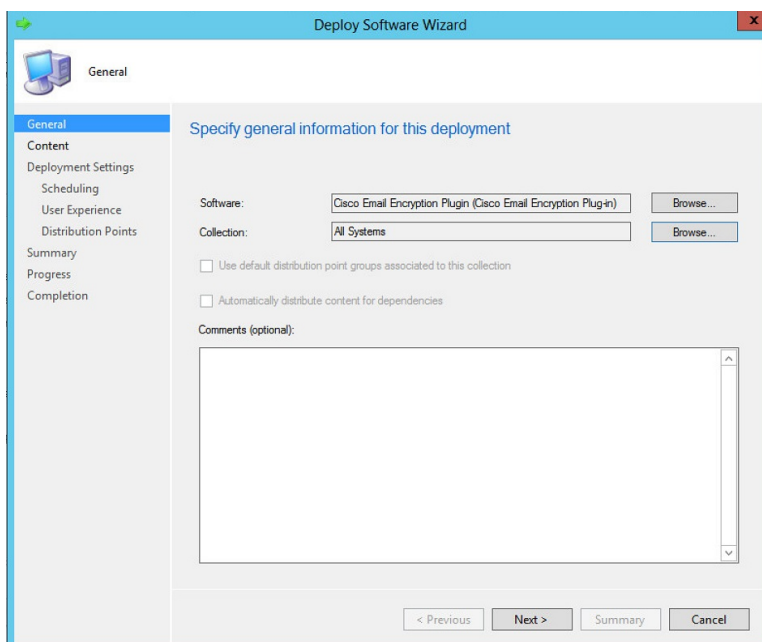 Deploy Software Wizard
x
General
General
Content
Deployment Settings
Scheduling
User Experience
Distribution Points
Summary
Progress
Completion
Specify general information for this deployment
Software: Cisco Email Encryption Plugin (Cisco Email Encryption Plug-in) Browse...
Collection: All Systems Browse...
Use default distribution point groups associated to this collection
Automatically distribute content for dependencies
Comments (optional):
< Previous Next > Summary Cancel